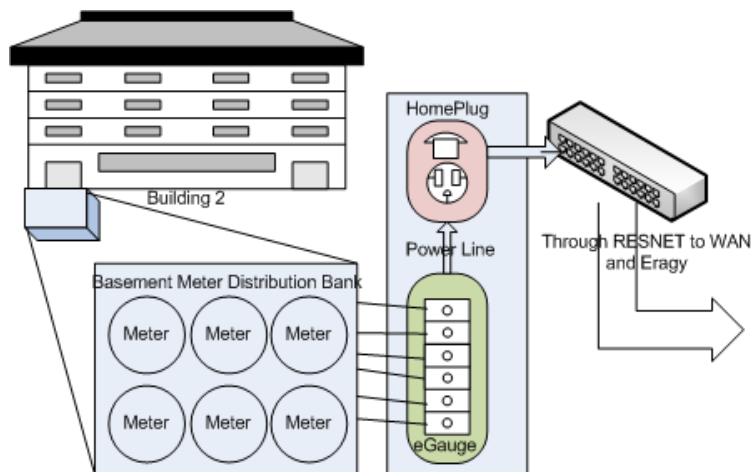 HomePlug
Building 2
Power Line
Through RESNET to WAN
and Eragy
Basement Meter Distribution Bank
Meter Meter Meter
Meter Meter Meter
eGauge